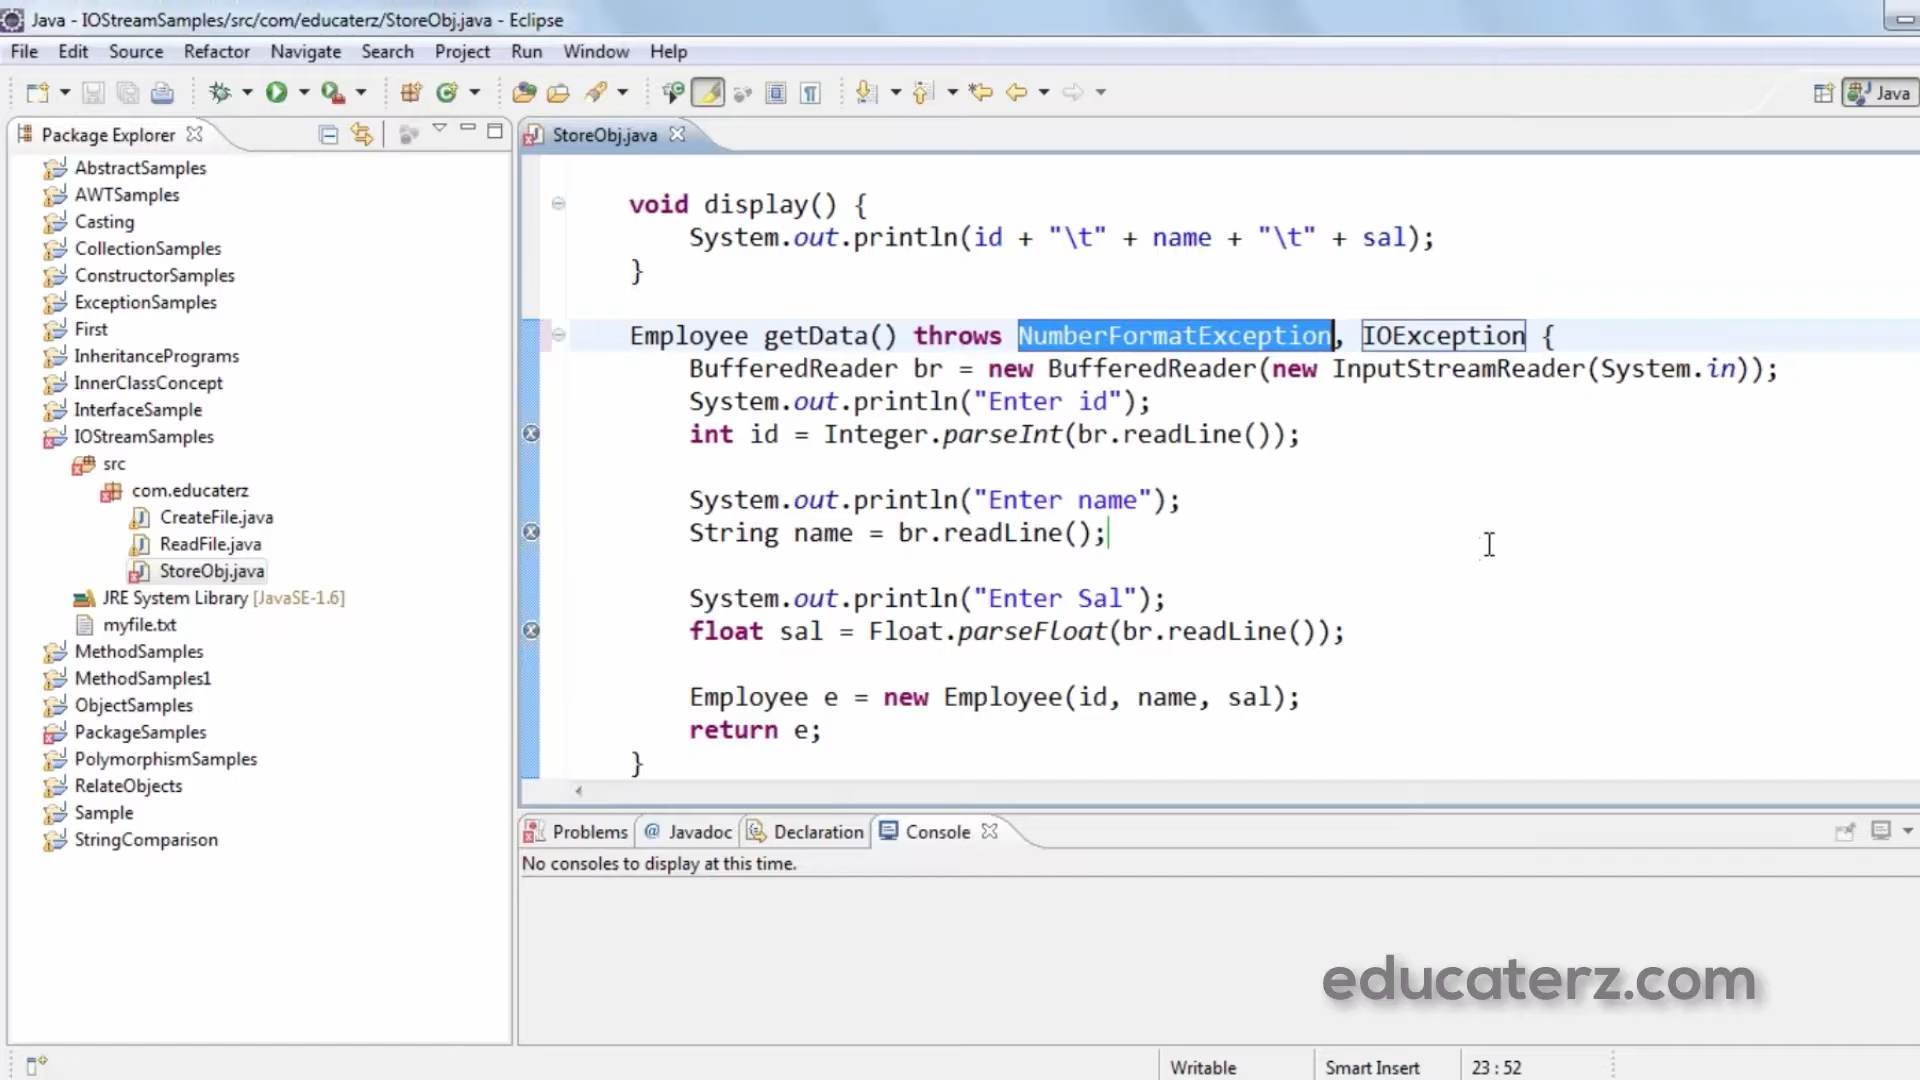 Java - IOStreamSamples/src/com/educaterz/StoreObj.java - Eclipse
File Edit Source Refactor Navigate Search Project Run Window Help
Java
Package Explorer
AbstractSamples
AWTSamples
Casting
CollectionSamples
ConstructorSamples
ExceptionSamples
First
InheritancePrograms
InnerClassConcept
InterfaceSample
IOStreamSamples
src
com.educaterz
CreateFile.java
ReadFile.java
StoreObj.java
JRE System Library [JavaSE-1.6]
myfile.txt
MethodSamples
MethodSamples1
ObjectSamples
PackageSamples
PolymorphismSamples
RelateObjects
Sample
StringComparison
StoreObj.java
void display() {
System.out.println(id + "\t" + name + "\t" + sal);
}
Employee getData() throws NumberFormatException, IOException {
BufferedReader br = new BufferedReader(new InputStreamReader(System.in));
System.out.println("Enter id");
int id = Integer.parseInt(br.readLine());
System.out.println("Enter name");
String name = br.readLine();
System.out.println("Enter Sal");
float sal = Float.parseFloat(br.readLine());
Employee e = new Employee(id, name, sal);
return e;
}
Problems @ Javadoc Declaration Console
No consoles to display at this time.
educaterz.com
Writable Smart Insert 23 : 52